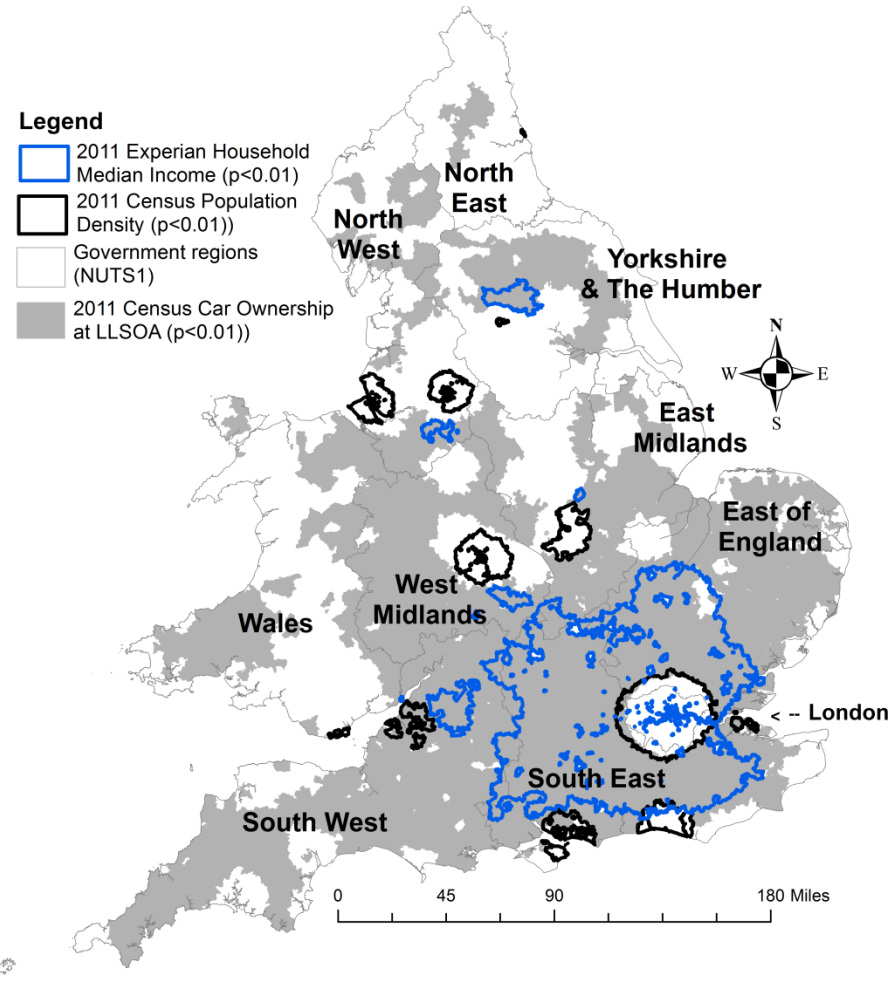 Legend
2011 Experian Household
Median Income (p<0.01)
2011 Census Population
Density (p<0.01))
Government regions
(NUTS1)
2011 Census Car Ownership
at LLSOA (p<0.01))
North
East
North
West
Yorkshire
& The Humber
N
W
E
S
East
Midlands
East of
England
West
Midlands
Wales
< -- London
South East
South West
0
45
90
180 Miles